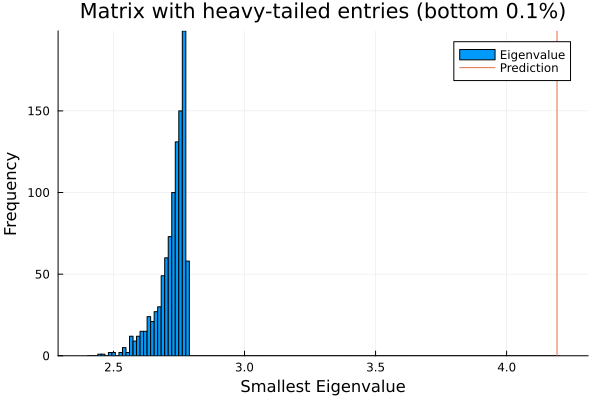 Matrix with heavy-tailed entries (bottom 0.1%)
Eigenvalue
Prediction
150
100
50
0
Frequency
2.5 3.0 3.5 4.0
Smallest Eigenvalue